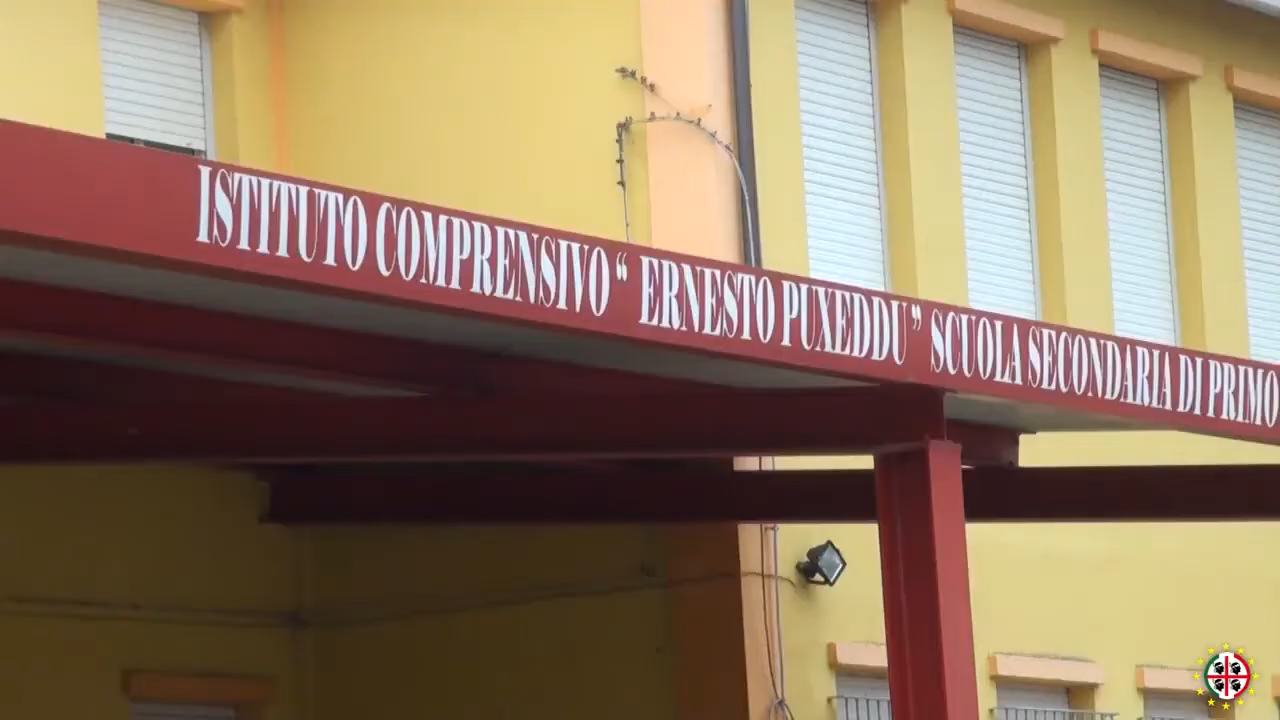 ISTITUTO COMPRENSIVO “ ERNESTO PUXEDDU ” SCUOLA SECONDARIA DI PRIMO